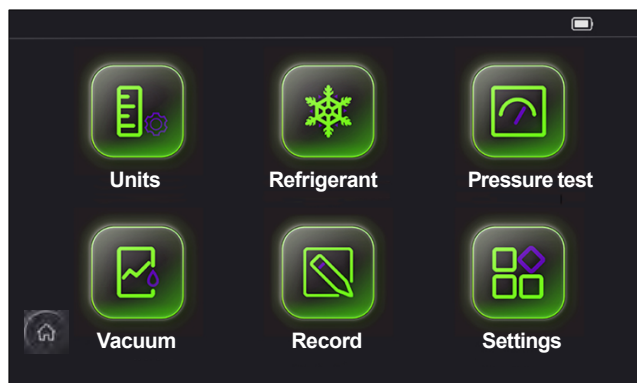 Units
Refrigerant
Pressure test
Vacuum
Record
Settings